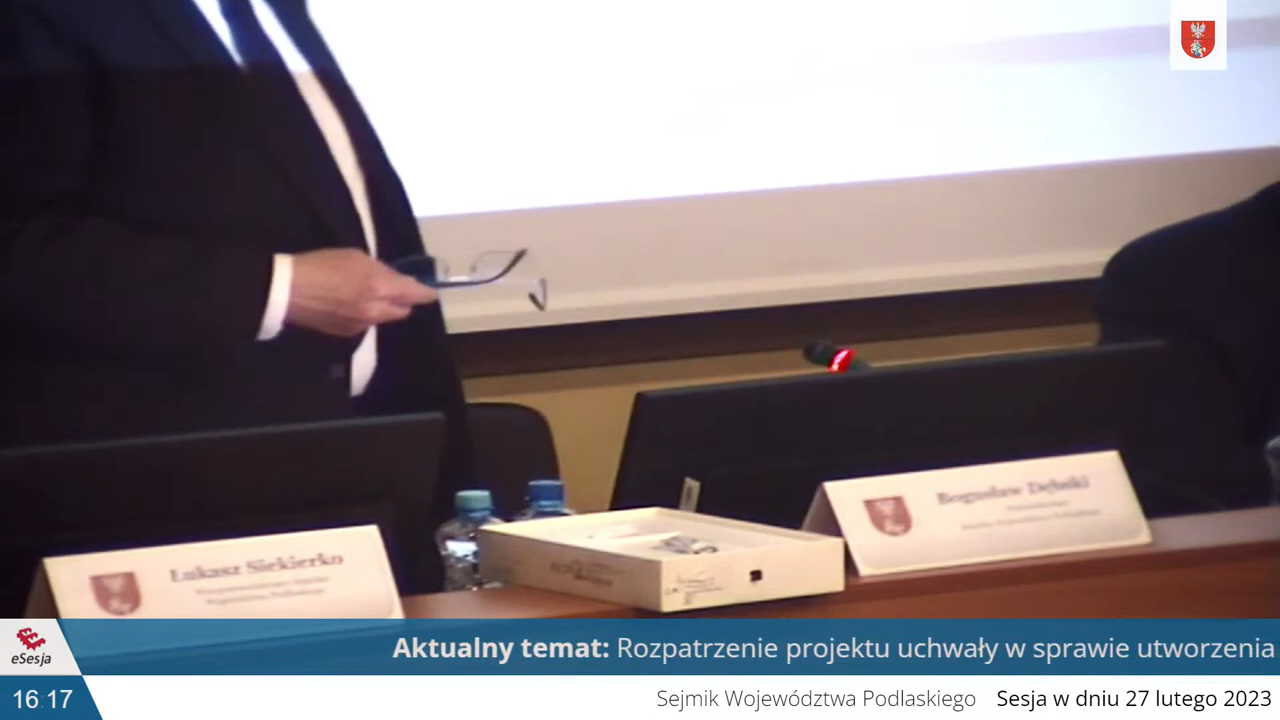 Łukasz Siekierko
Bogusław Dębski
eSesja
Aktualny temat: Rozpatrzenie projektu uchwały w sprawie utworzenia
16:17
Sejmik Województwa Podlaskiego Sesja w dniu 27 lutego 2023